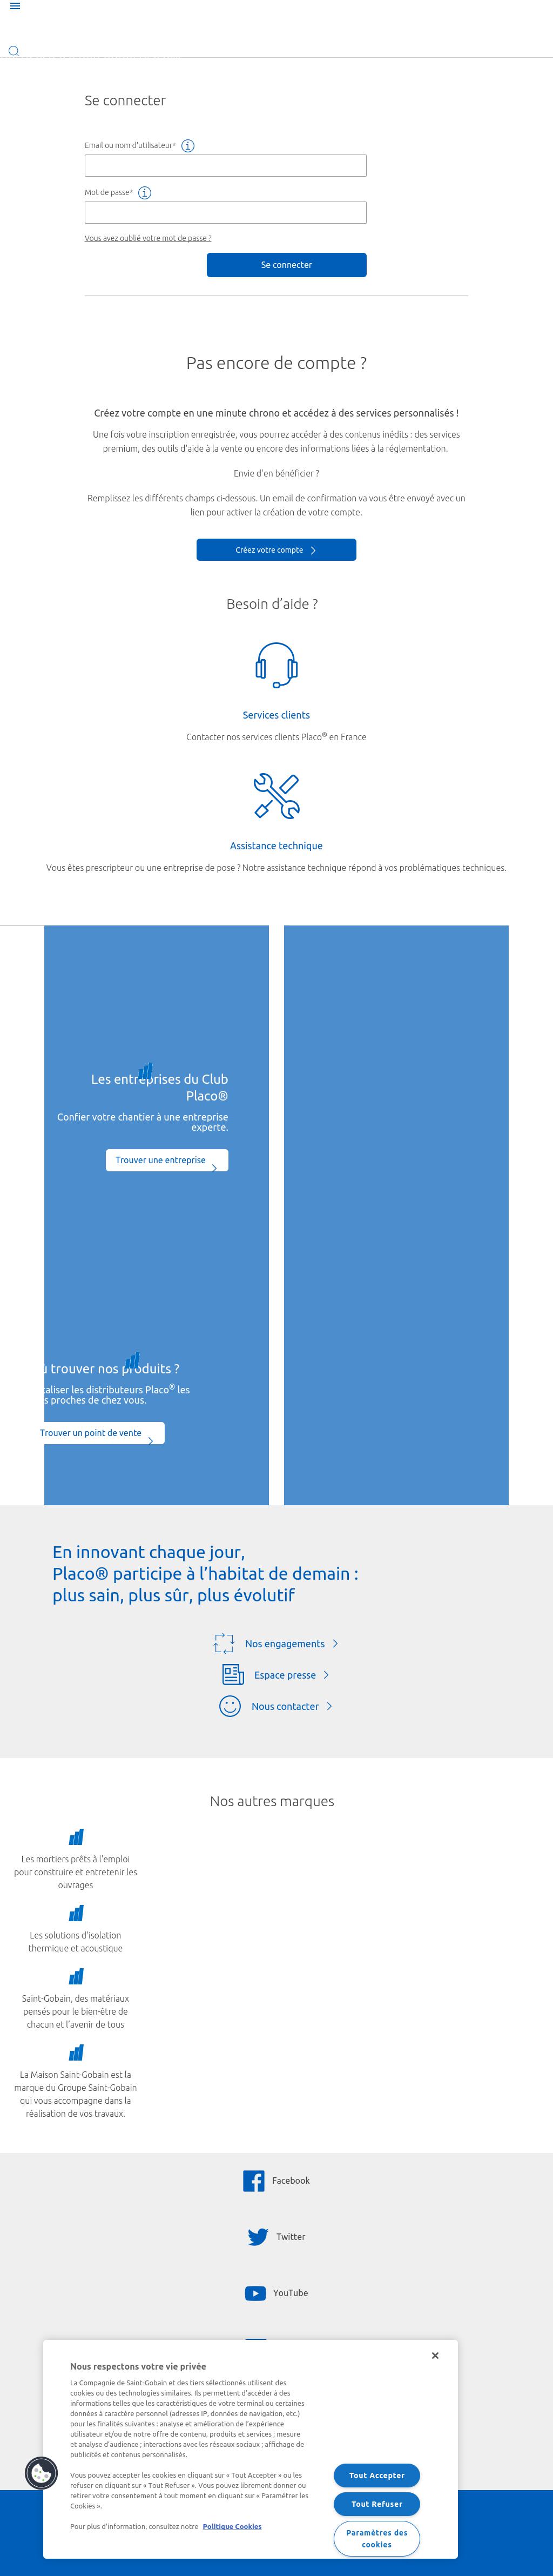 Se connecter
Email ou nom d'utilisateur*
Mot de passe*
Vous avez oublié votre mot de passe ?
Se connecter
Pas encore de compte ?
Créez votre compte en une minute chrono et accédez à des services personnalisés !
Une fois votre inscription enregistrée, vous pourrez accéder à des contenus inédits : des services
premium, des outils d'aide à la vente ou encore des informations liées à la réglementation.
Envie d'en bénéficier ?
Remplissez les différents champs ci-dessous. Un email de confirmation va vous être envoyé avec un
lien pour activer la création de votre compte.
Créez votre compte
Besoin d’aide ?
Services clients
Contacter nos services clients Placo® en France
Assistance technique
Vous êtes prescripteur ou une entreprise de pose ? Notre assistance technique répond à vos problématiques techniques.
Les entreprises du Club
Placo®
Confier votre chantier à une entreprise
experte.
Trouver une entreprise
trouver nos produits ?
les distributeurs Placo® les
proches de chez vous.
Trouver un point de vente
En innovant chaque jour,
Placo® participe à l’habitat de demain :
plus sain, plus sûr, plus évolutif
Nos engagements
Espace presse
Nous contacter
Nos autres marques
Les mortiers prêts à l'emploi
pour construire et entretenir les
ouvrages
Les solutions d'isolation
thermique et acoustique
Saint-Gobain, des matériaux
pensés pour le bien-être de
chacun et l'avenir de tous
La Maison Saint-Gobain est la
marque du Groupe Saint-Gobain
qui vous accompagne dans la
réalisation de vos travaux.
Facebook
Twitter
YouTube
Nous respectons votre vie privée
La Compagnie de Saint-Gobain et des tiers sélectionnés utilisent des
cookies ou des technologies similaires. Ils permettent d'accéder à des
informations telles que les caractéristiques de votre terminal ou certaines
données à caractère personnel (adresses IP, données de navigation, etc.)
pour les finalités suivantes : analyse et amélioration de l'expérience
utilisateur et/ou de notre offre de contenu, produits et services ; mesure
et analyse d'audience ; interactions avec les réseaux sociaux ; affichage de
publicités et contenus personnalisés.
Vous pouvez accepter les cookies en cliquant sur « Tout Accepter » ou les
refuser en cliquant sur « Tout Refuser ». Vous pouvez librement donner ou
retirer votre consentement à tout moment en cliquant sur « Paramétrer les
Cookies ».
Pour plus d'information, consultez notre Politique Cookies
Tout Accepter
Tout Refuser
Paramètres des
cookies